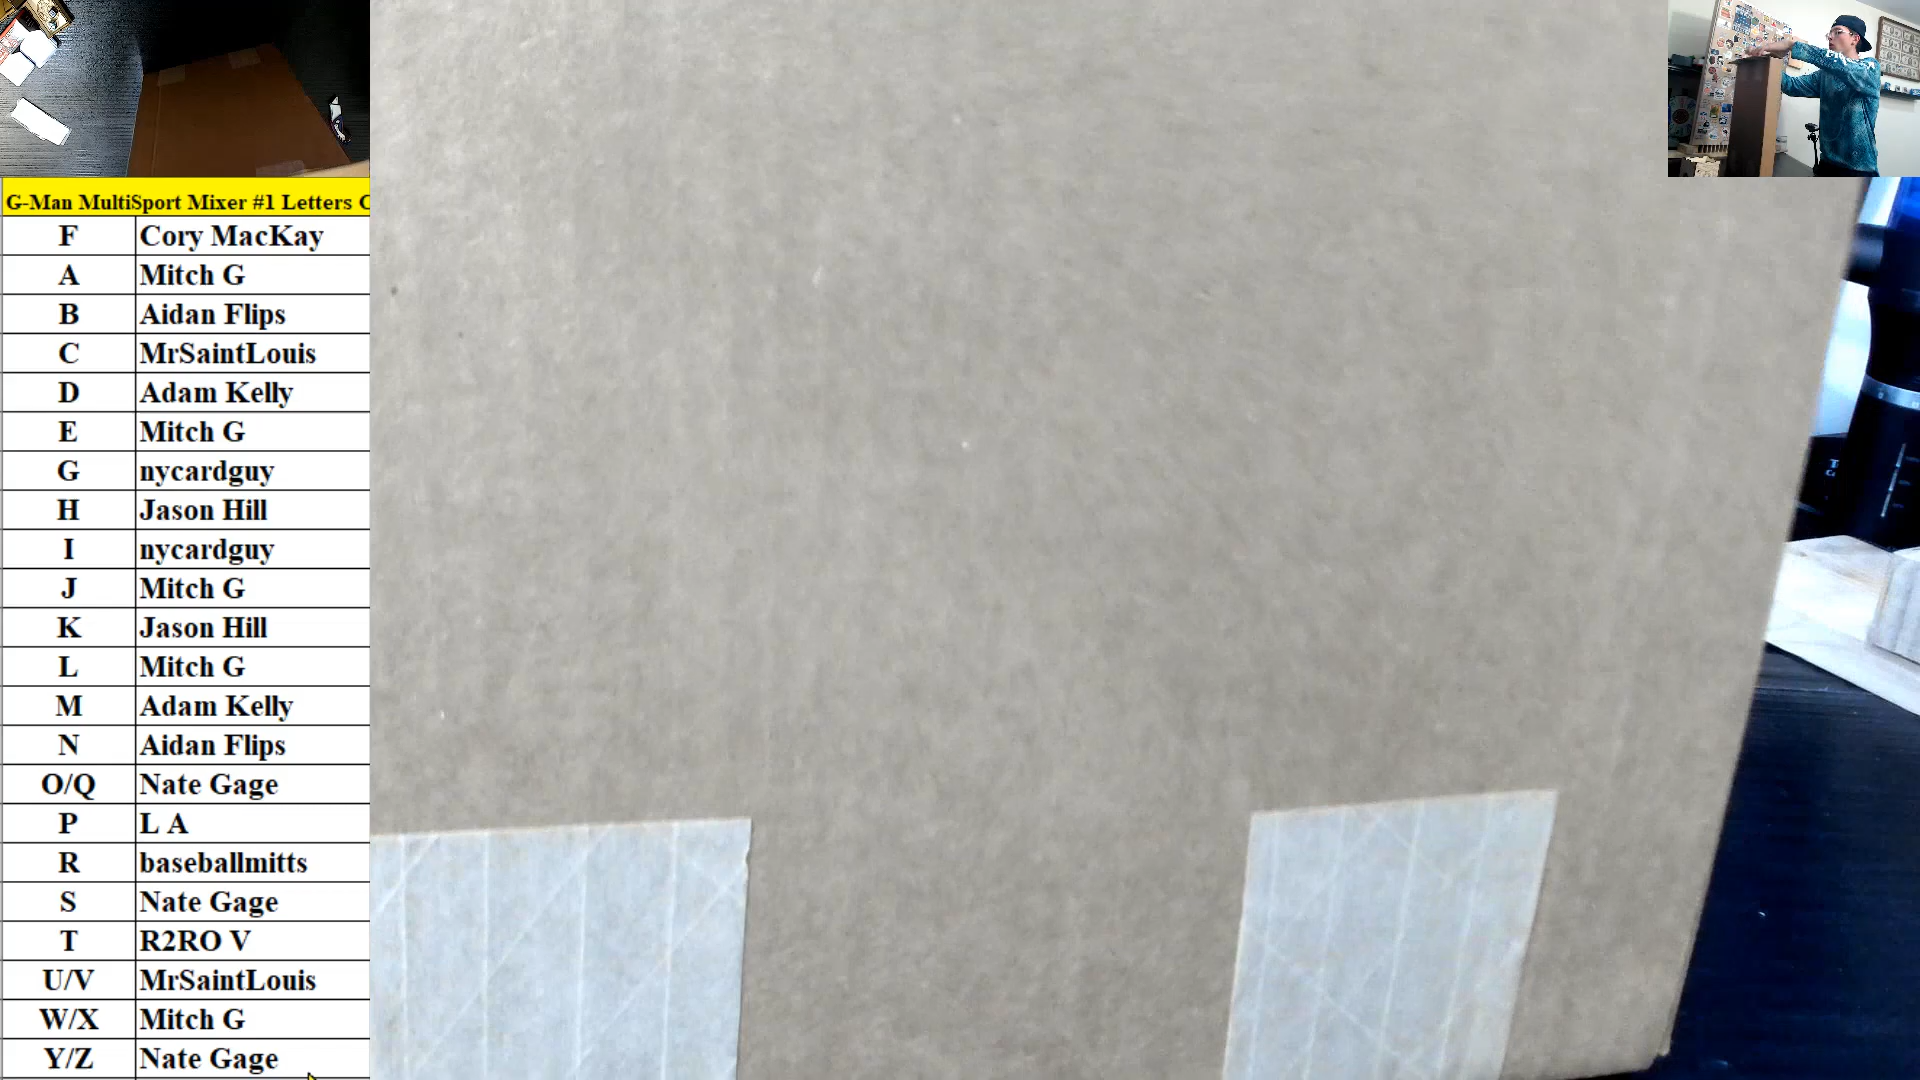 G-Man MultiSport Mixer #1 Letters
F Cory MacKay
A Mitch G
B Aidan Flips
C MrSaintLouis
D Adam Kelly
E Mitch G
G nycardguy
H Jason Hill
I nycardguy
J Mitch G
K Jason Hill
L Mitch G
M Adam Kelly
N Aidan Flips
O/Q Nate Gage
P L A
R baseballmitts
S Nate Gage
T R2RO V
U/V MrSaintLouis
W/X Mitch G
Y/Z Nate Gage